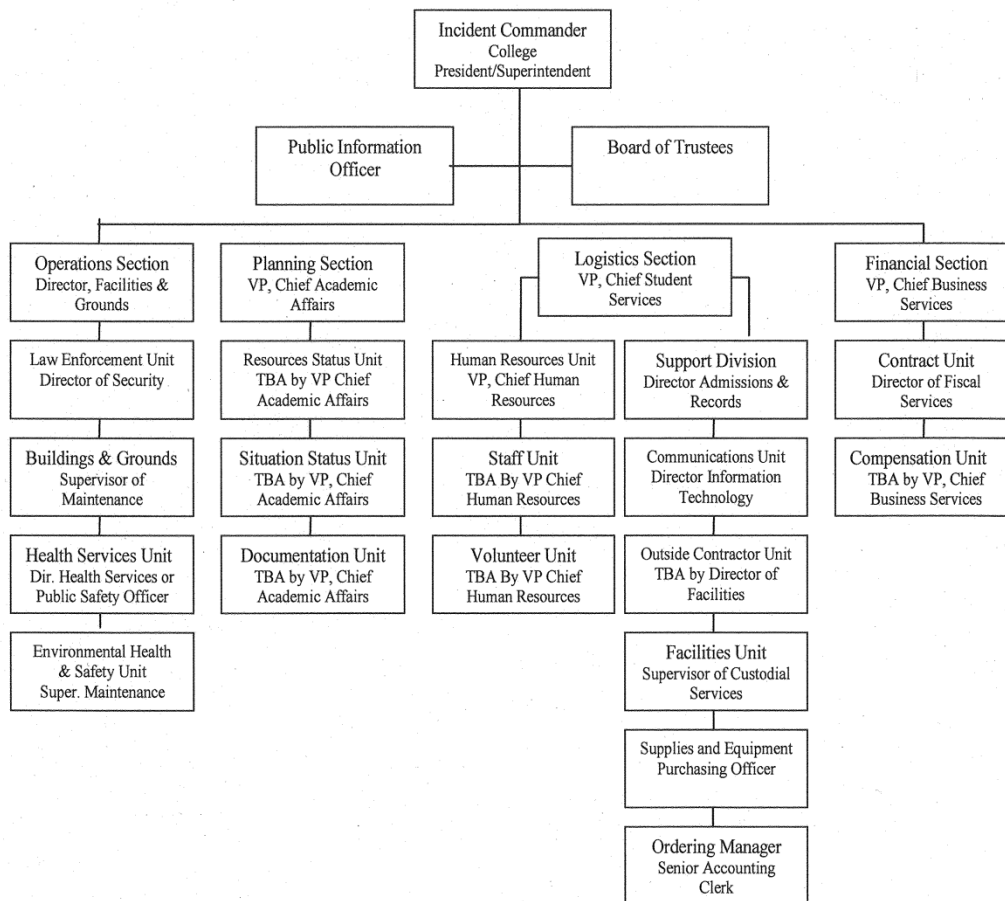 Incident Commander
College
President/Superintendent
Public Information
Officer
Board of Trustees
Operations Section
Director, Facilities &
Grounds
Planning Section
VP, Chief Academic
Affairs
Logistics Section
VP, Chief Student
Services
Financial Section
VP, Chief Business
Services
Law Enforcement Unit
Director of Security
Resources Status Unit
TBA by VP Chief
Academic Affairs
Human Resources Unit
VP, Chief Human
Resources
Support Division
Director Admissions &
Records
Contract Unit
Director of Fiscal
Services
Buildings & Grounds
Supervisor of
Maintenance
Situation Status Unit
TBA by VP, Chief
Academic Affairs
Staff Unit
TBA By VP Chief
Human Resources
Communications Unit
Director Information
Technology
Compensation Unit
TBA by VP, Chief
Business Services
Health Services Unit
Dir. Health Services or
Public Safety Officer
Documentation Unit
TBA by VP, Chief
Academic Affairs
Volunteer Unit
TBA By VP Chief
Human Resources
Outside Contractor Unit
TBA by Director of
Facilities
Environmental Health
& Safety Unit
Super. Maintenance
Facilities Unit
Supervisor of Custodial
Services
Supplies and Equipment
Purchasing Officer
Ordering Manager
Senior Accounting
Clerk